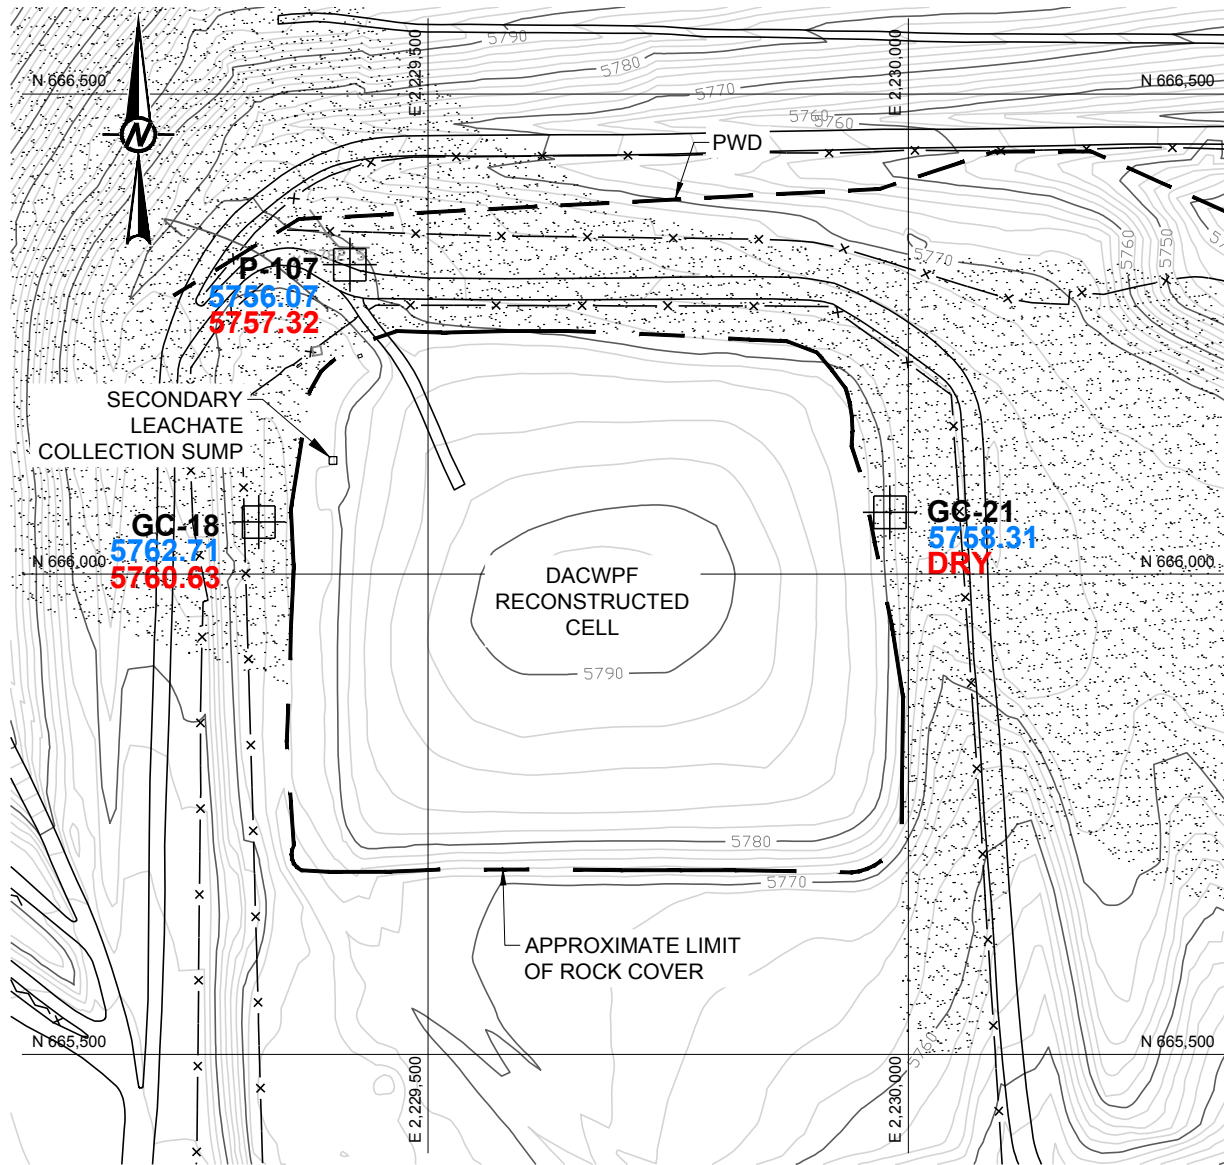 5790
E 2,229,500
E 2,230,000
5780
N 666,500
N 666,500
5770
5760
5760
N
PWD
5770
5760
5750
P-107
5756.07
5757.32
SECONDARY
LEACHATE
COLLECTION SUMP
GC-18
5762.71
5760.63
GC-21
5758.31
DRY
N 666,000
N 666,000
DACWPF
RECONSTRUCTED
CELL
5790
5780
5770
APPROXIMATE LIMIT
OF ROCK COVER
N 665,500
N 665,500
5760
E 2,229,500
E 2,230,000